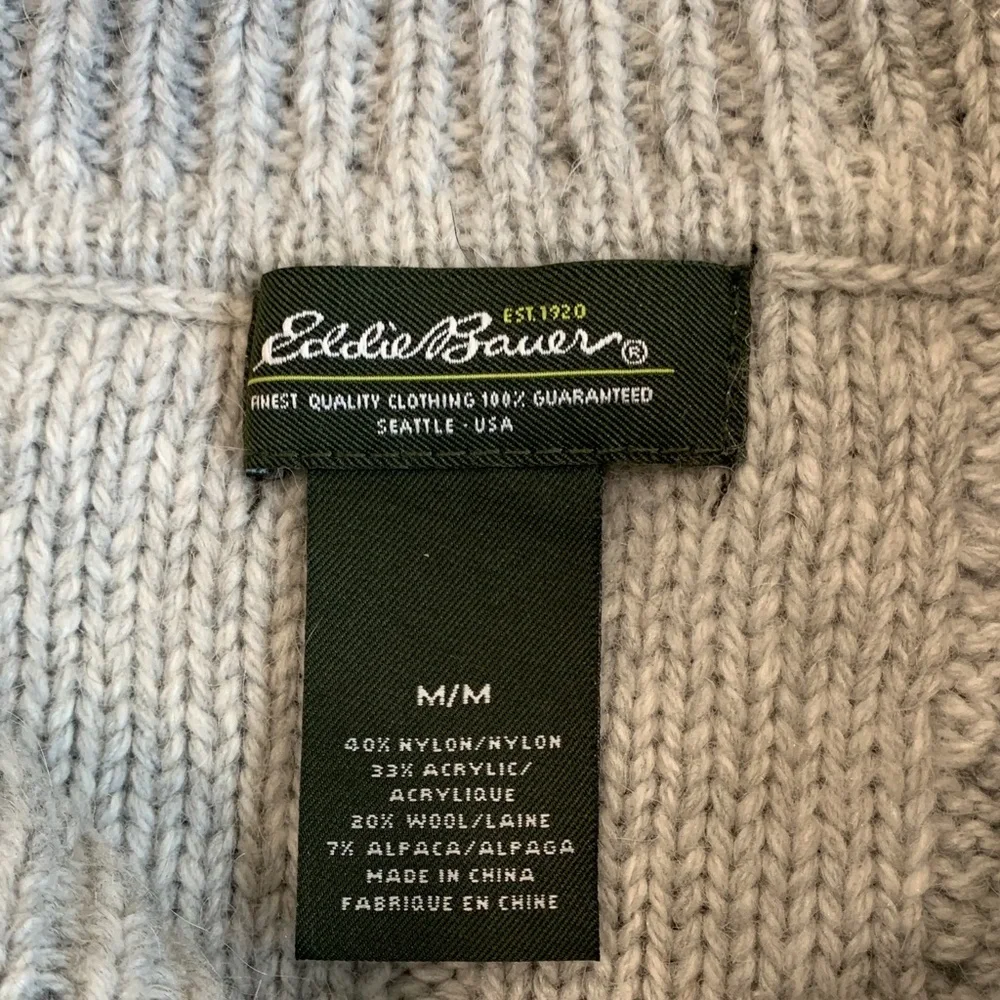 EST. 1920
Eddie Bauer®
FINEST QUALITY CLOTHING 100% GUARANTEED
SEATTLE · USA
M/M
40% NYLON/NYLON
33% ACRYLIC/
ACRYLIQUE
20% WOOL/LAINE
7% ALPACA/ALPAGA
MADE IN CHINA
FABRIQUE EN CHINE